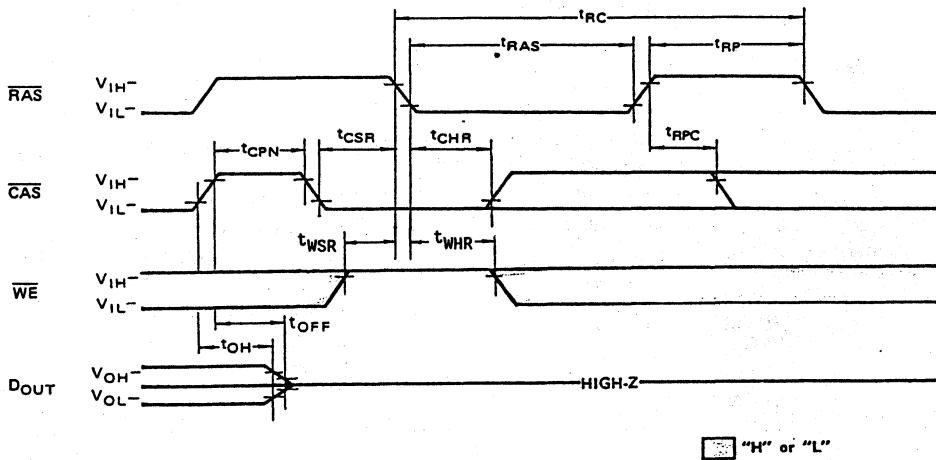 tRC
tRAS
tRP
RAS
VIH–
VIL–
tCSR
tCHR
tRPC
tCPN
CAS
VIH–
VIL–
tWSR
tWHR
WE
VIH–
VIL–
tOFF
tOH
DOUT
VOH–
VOL–
HIGH-Z
"H" or "L"